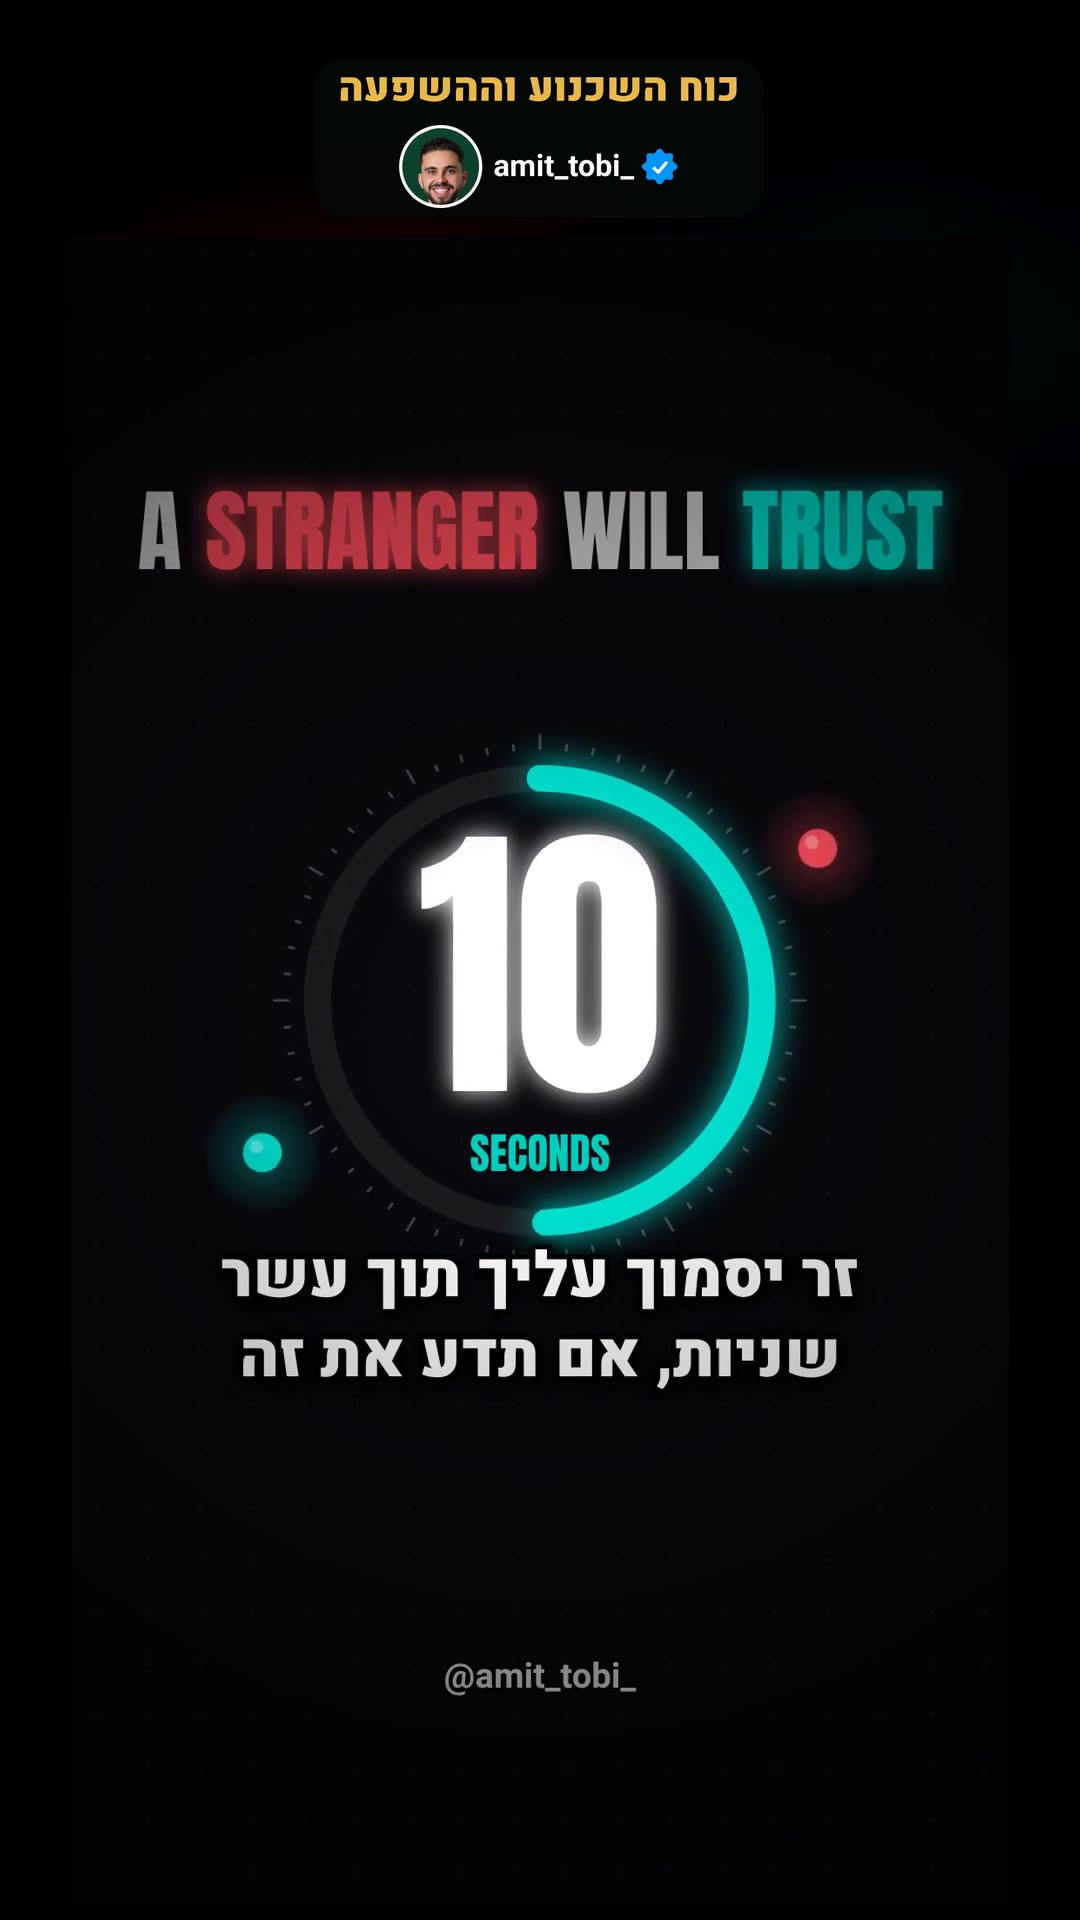 כוח השכנוע וההשפעה
amit_tobi_
A STRANGER WILL TRUST
10
SECONDS
זר יסמוך עליך תוך עשר
שניות, אם תדע את זה
@amit_tobi_